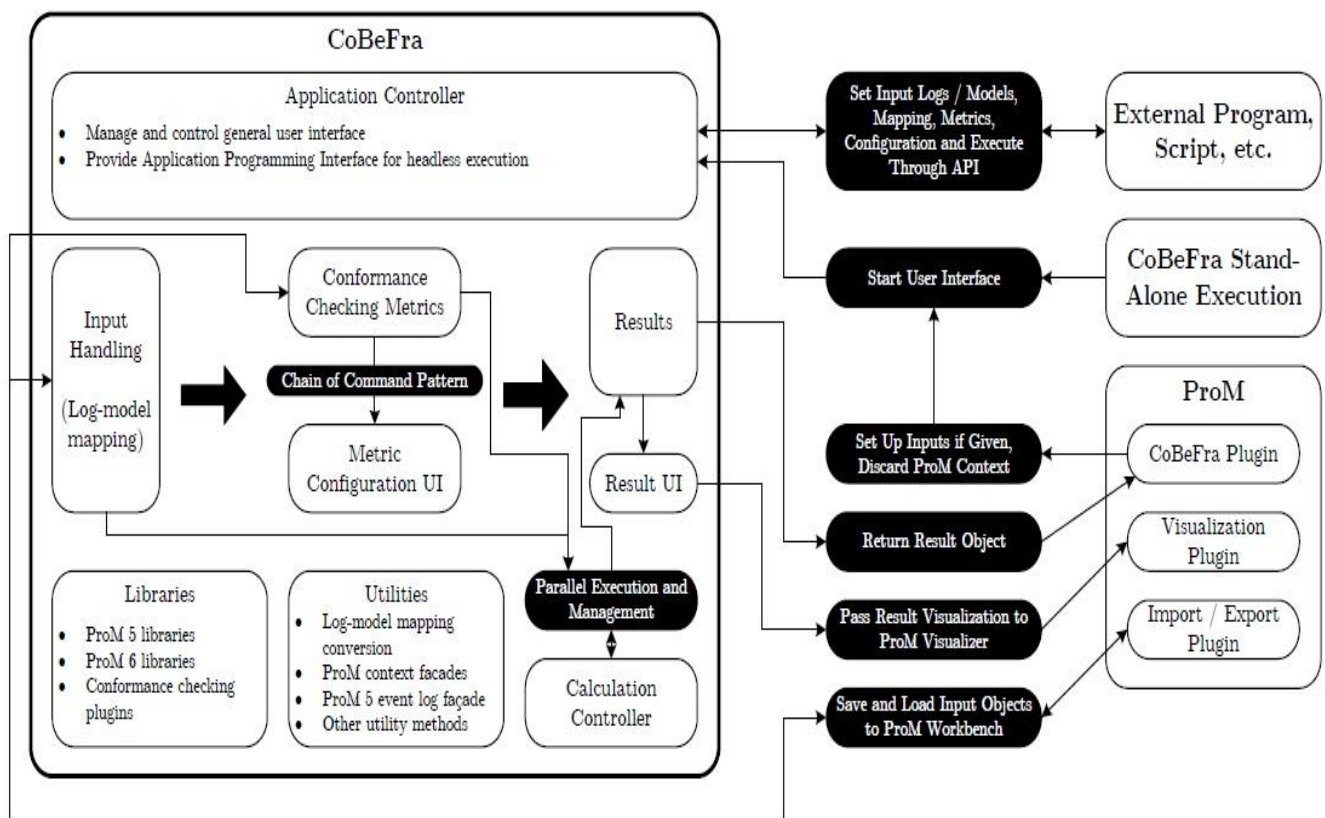 CoBeFra
Application Controller
• Manage and control general user interface
• Provide Application Programming Interface for headless execution
Input
Handling
(Log-model
mapping)
Conformance
Checking Metrics
Chain of Command Pattern
Metric
Configuration UI
Results
Result UI
Parallel Execution and
Management
Calculation
Controller
Libraries
• ProM 5 libraries
• ProM 6 libraries
• Conformance checking
plugins
Utilities
• Log-model mapping
conversion
• ProM context facades
• ProM 5 event log façade
• Other utility methods
Set Input Logs / Models,
Mapping, Metrics,
Configuration and Execute
Through API
External Program,
Script, etc.
Start User Interface
CoBeFra Stand-
Alone Execution
Set Up Inputs if Given,
Discard ProM Context
Return Result Object
Pass Result Visualization to
ProM Visualizer
Save and Load Input Objects
to ProM Workbench
ProM
CoBeFra Plugin
Visualization
Plugin
Import / Export
Plugin